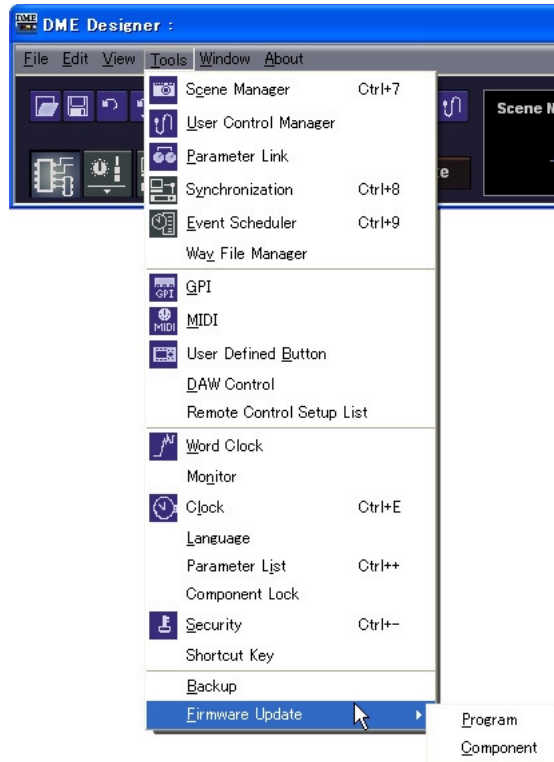 DME Designer :
File Edit View Tools Window About
Scene Manager Ctrl+7
User Control Manager
Parameter Link
Synchronization Ctrl+8
Event Scheduler Ctrl+9
Wav File Manager
GPI
MIDI
User Defined Button
DAW Control
Remote Control Setup List
Word Clock
Monitor
Clock Ctrl+E
Language
Parameter List Ctrl++
Component Lock
Security Ctrl+-
Shortcut Key
Backup
Firmware Update
Program
Component
Scene N